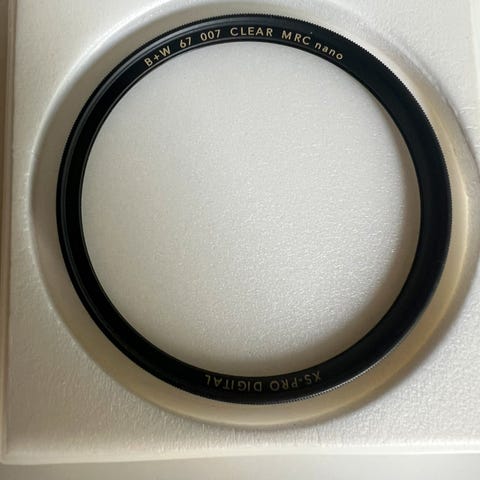 B+W 67 007 CLEAR MRC nano
XS-PRO DIGITAL